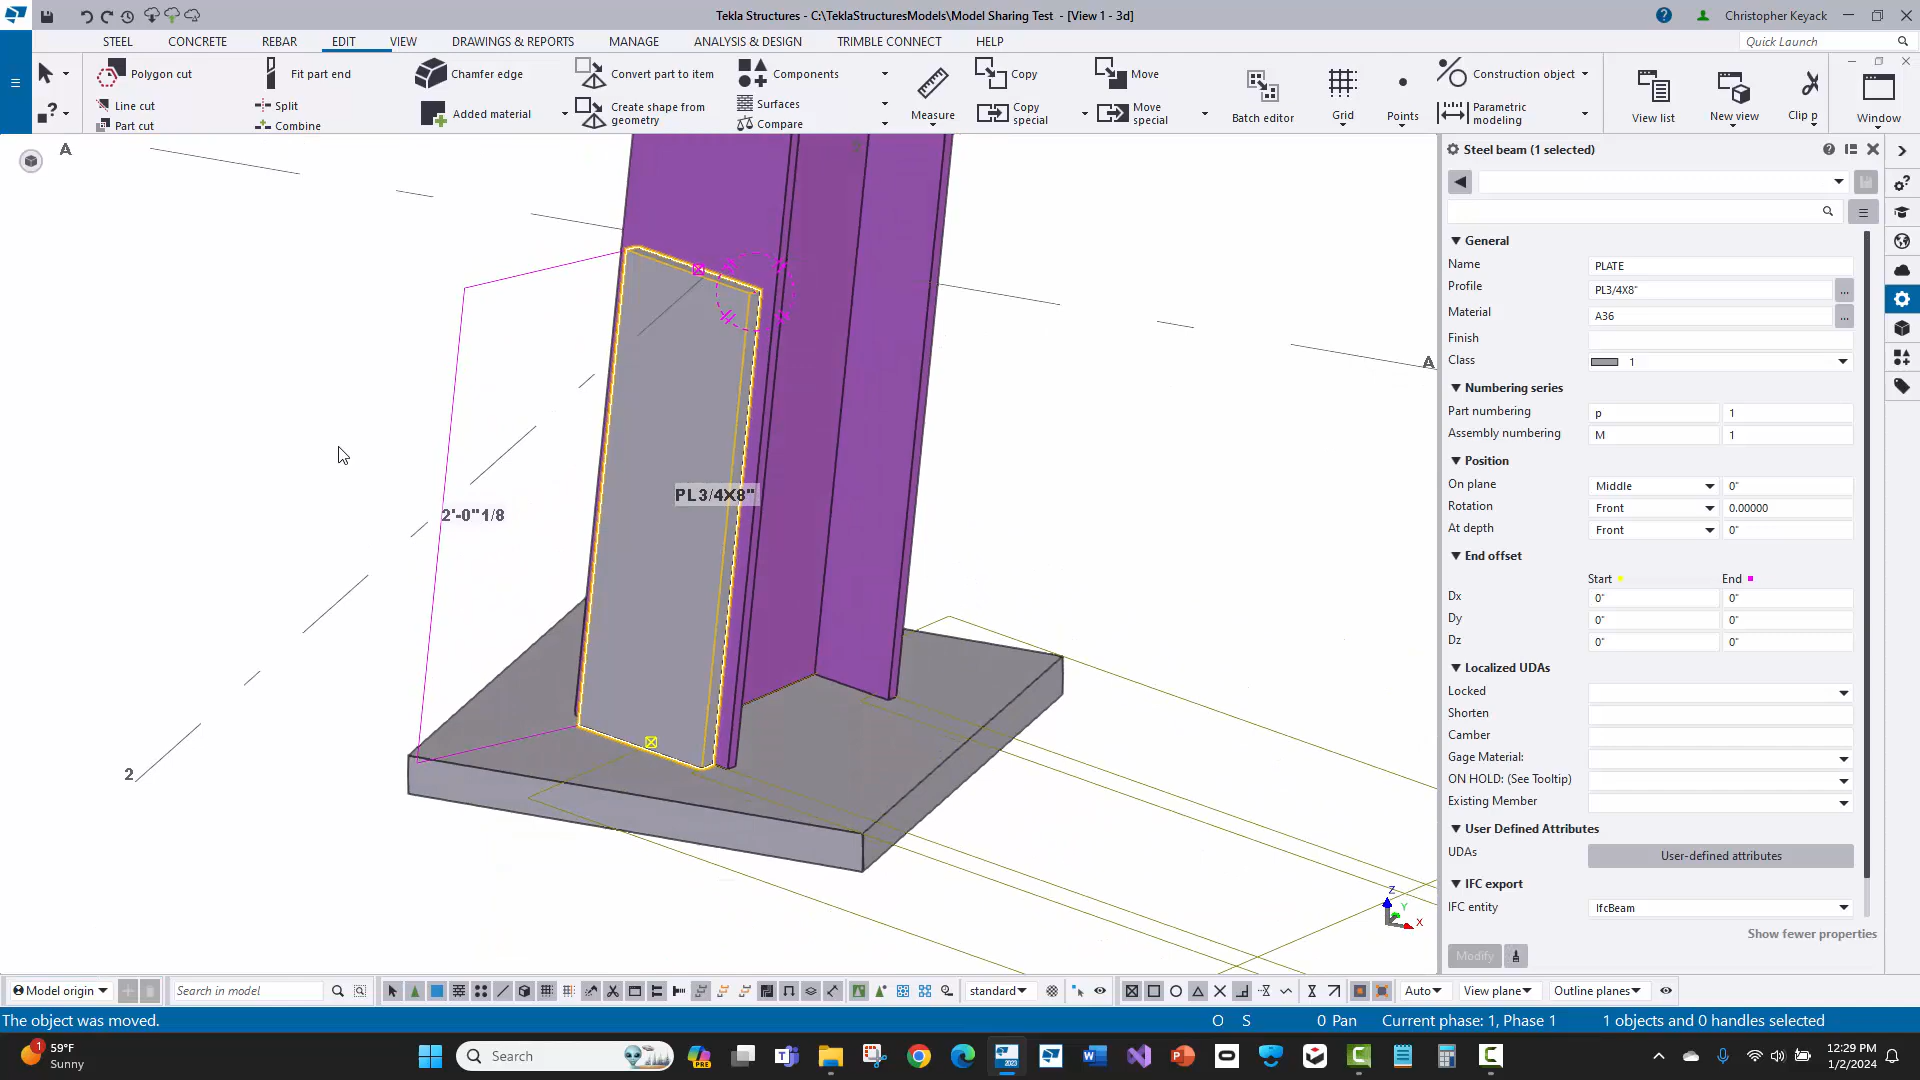 Tekla Structures - C:\TeklaStructuresModels\Model Sharing Test - [View 1 - 3d]
Christopher Keyack
STEEL CONCRETE REBAR EDIT VIEW DRAWINGS & REPORTS MANAGE ANALYSIS & DESIGN TRIMBLE CONNECT HELP
Quick Launch
Polygon cut
Line cut
Part cut
Fit part end
Split
Combine
Chamfer edge
Added material
Convert part to item
Create shape from
geometry
Components
Surfaces
Compare
Measure
Copy
Copy
special
Move
Move
special
Batch editor
Grid
Points
Construction object
Parametric
modeling
View list
New view
Clip p
Window
A
A
2
2'-0"1/8
PL3/4X8"
Z
Y
X
Steel beam (1 selected)
General
Name PLATE
Profile PL3/4X8" ...
Material A36 ...
Finish
Class 1
Numbering series
Part numbering p 1
Assembly numbering M 1
Position
On plane Middle 0"
Rotation Front 0.00000
At depth Front 0"
End offset
Start End
Dx 0" 0"
Dy 0" 0"
Dz 0" 0"
Localized UDAs
Locked
Shorten
Camber
Gage Material:
ON HOLD: (See Tooltip)
Existing Member
User Defined Attributes
UDAs User-defined attributes
IFC export
IFC entity IfcBeam
Show fewer properties
Modify
Model origin
Search in model
standard
Auto
View plane
Outline planes
The object was moved.
O S 0 Pan Current phase: 1, Phase 1 1 objects and 0 handles selected
1
59°F
Sunny
Search
PRE
2023
12:29 PM
1/2/2024